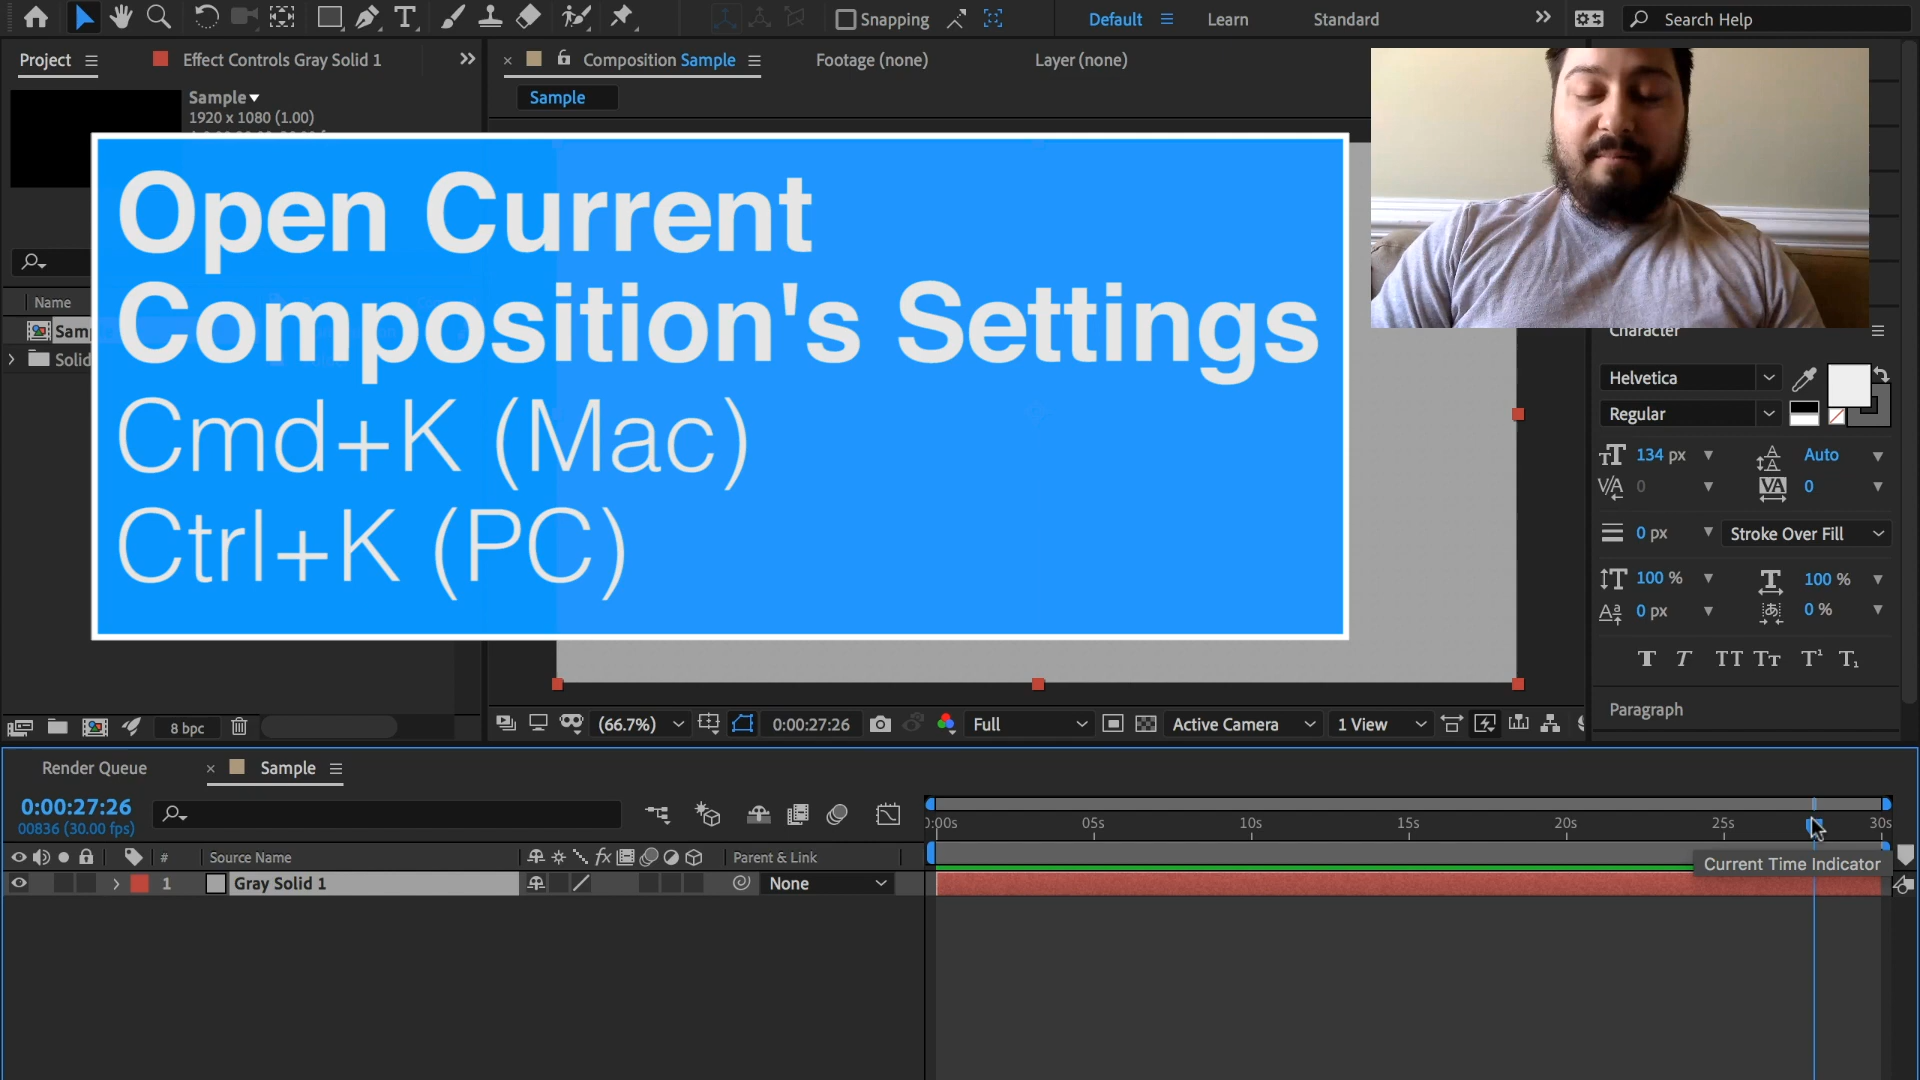 Snapping
Default
Learn
Standard
Search Help
Project
Effect Controls Gray Solid 1
Composition Sample
Footage (none)
Layer (none)
Sample
1920 x 1080 (1.00)
Sample
Open Current
Composition's Settings
Cmd+K (Mac)
Ctrl+K (PC)
Name
Character
Helvetica
Regular
134 px
Auto
0
0
0 px
Stroke Over Fill
100 %
100 %
0 px
0 %
Paragraph
8 bpc
(66.7%)
0:00:27:26
Full
Active Camera
1 View
Render Queue
Sample
0:00:27:26
00836 (30.00 fps)
05s
10s
15s
20s
25s
30s
# Source Name
Parent & Link
Current Time Indicator
1 Gray Solid 1
None